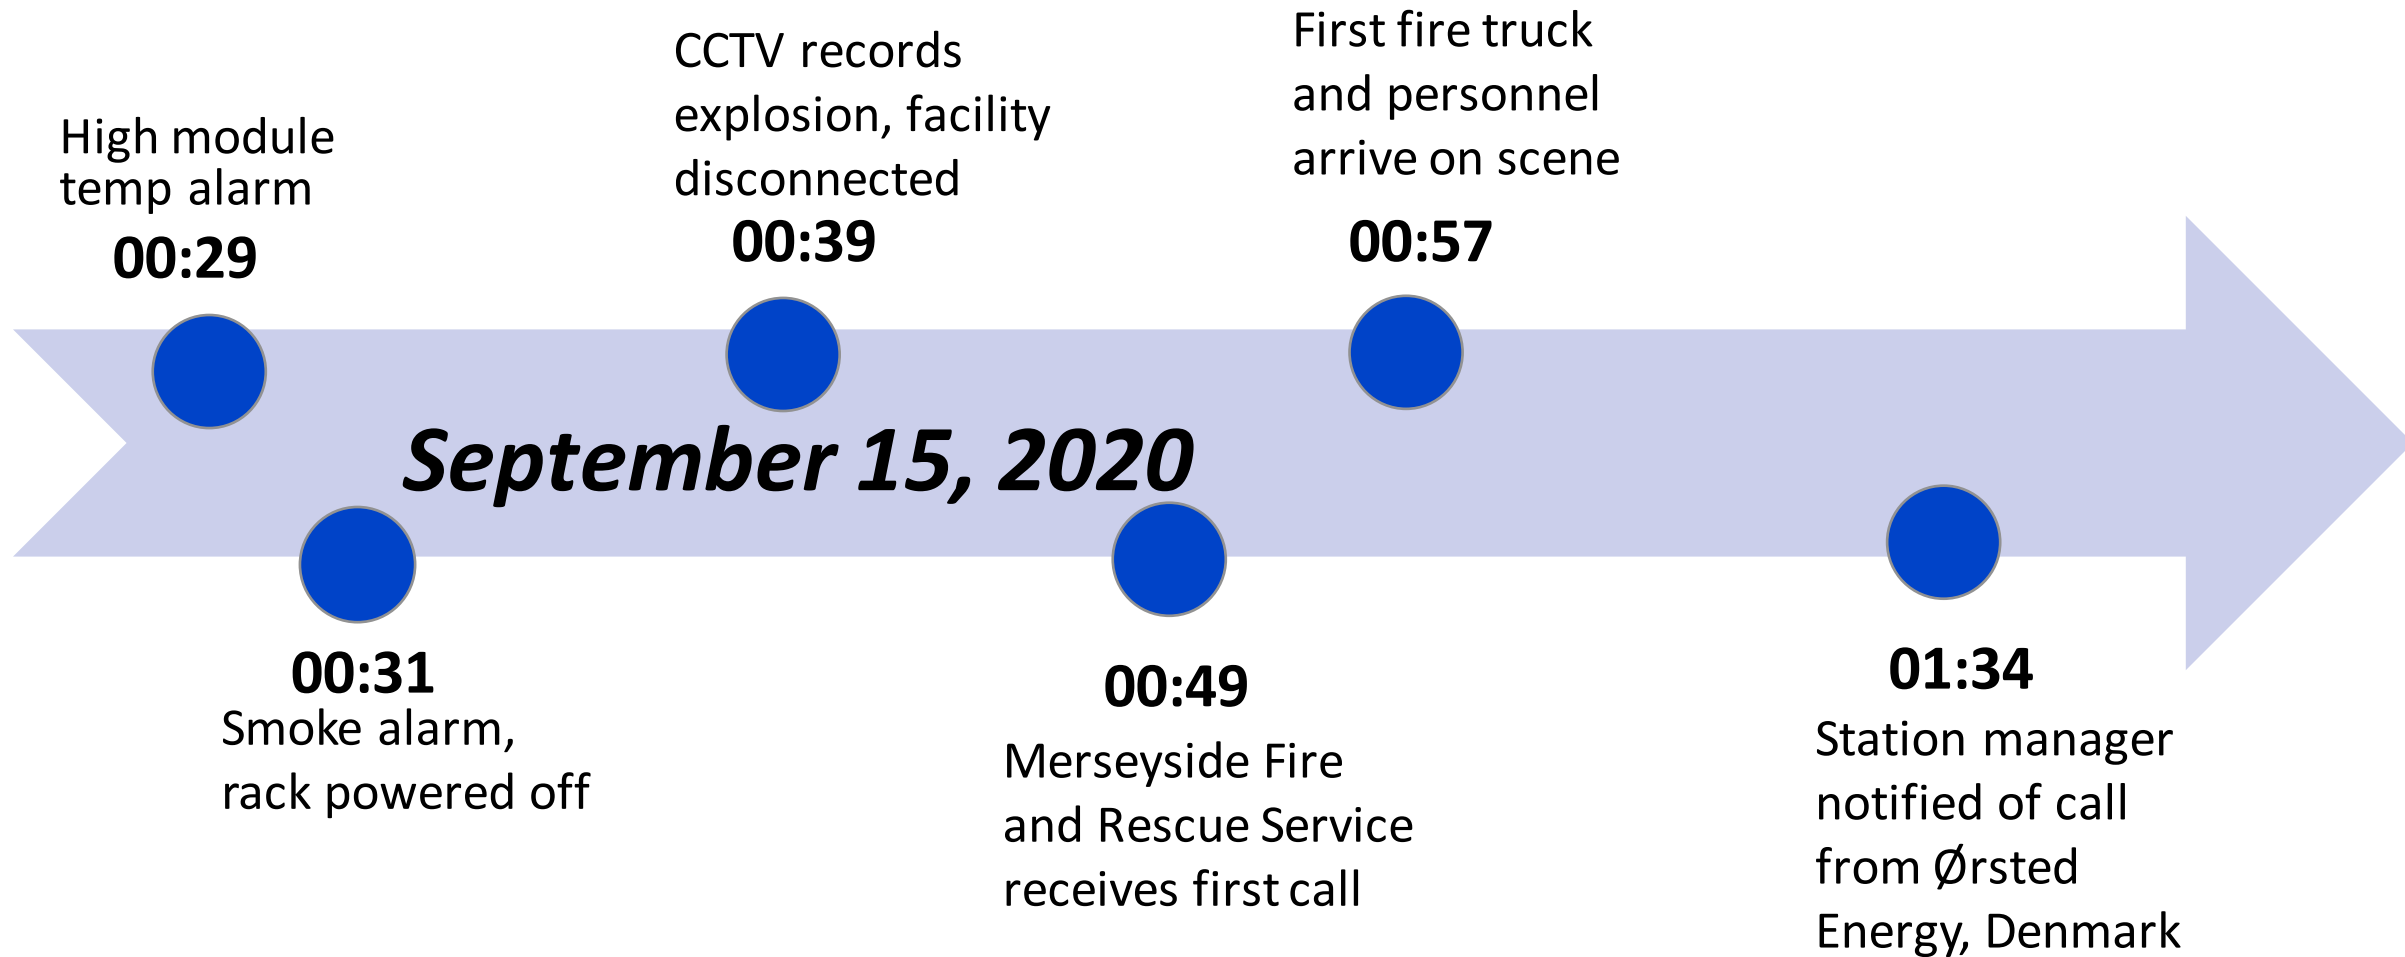 High module
temp alarm
00:29
CCTV records
explosion, facility
disconnected
00:39
First fire truck
and personnel
arrive on scene
00:57
September 15, 2020
00:31
Smoke alarm,
rack powered off
00:49
Merseyside Fire
and Rescue Service
receives first call
01:34
Station manager
notified of call
from Ørsted
Energy, Denmark